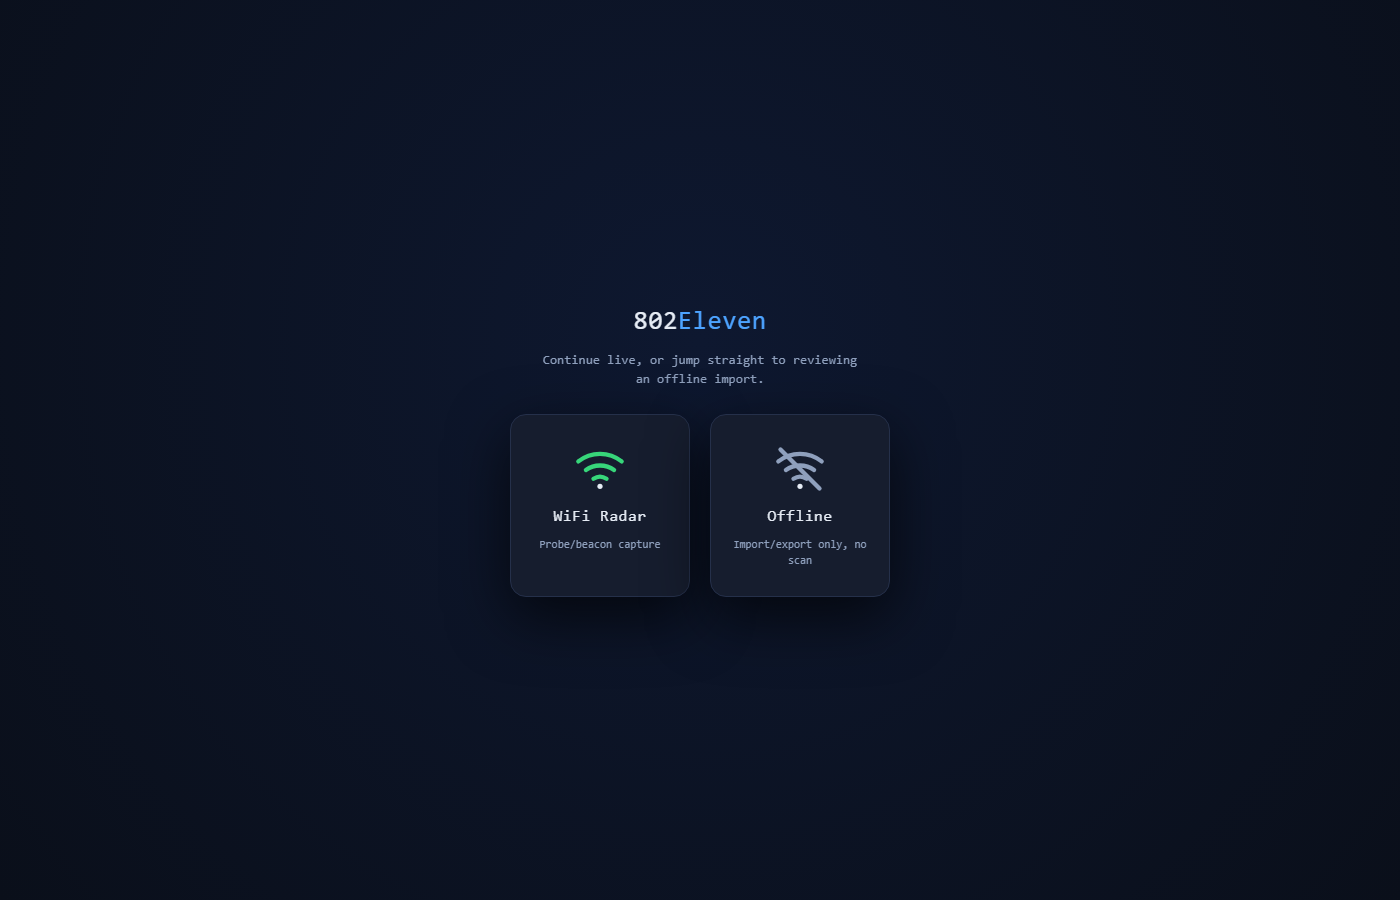 802Eleven
Continue live, or jump straight to reviewing
an offline import.
WiFi Radar
Probe/beacon capture
Offline
Import/export only, no
scan